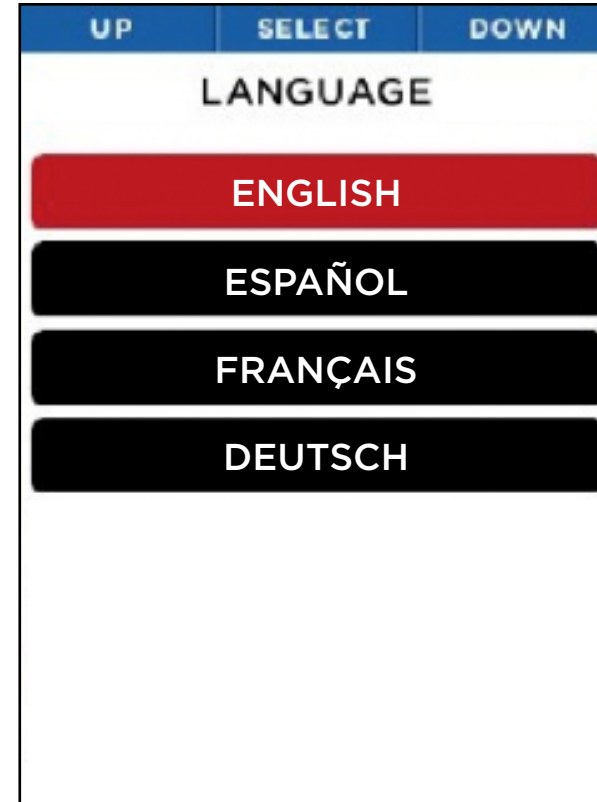 UP SELECT DOWN
LANGUAGE
ENGLISH
ESPAÑOL
FRANÇAIS
DEUTSCH